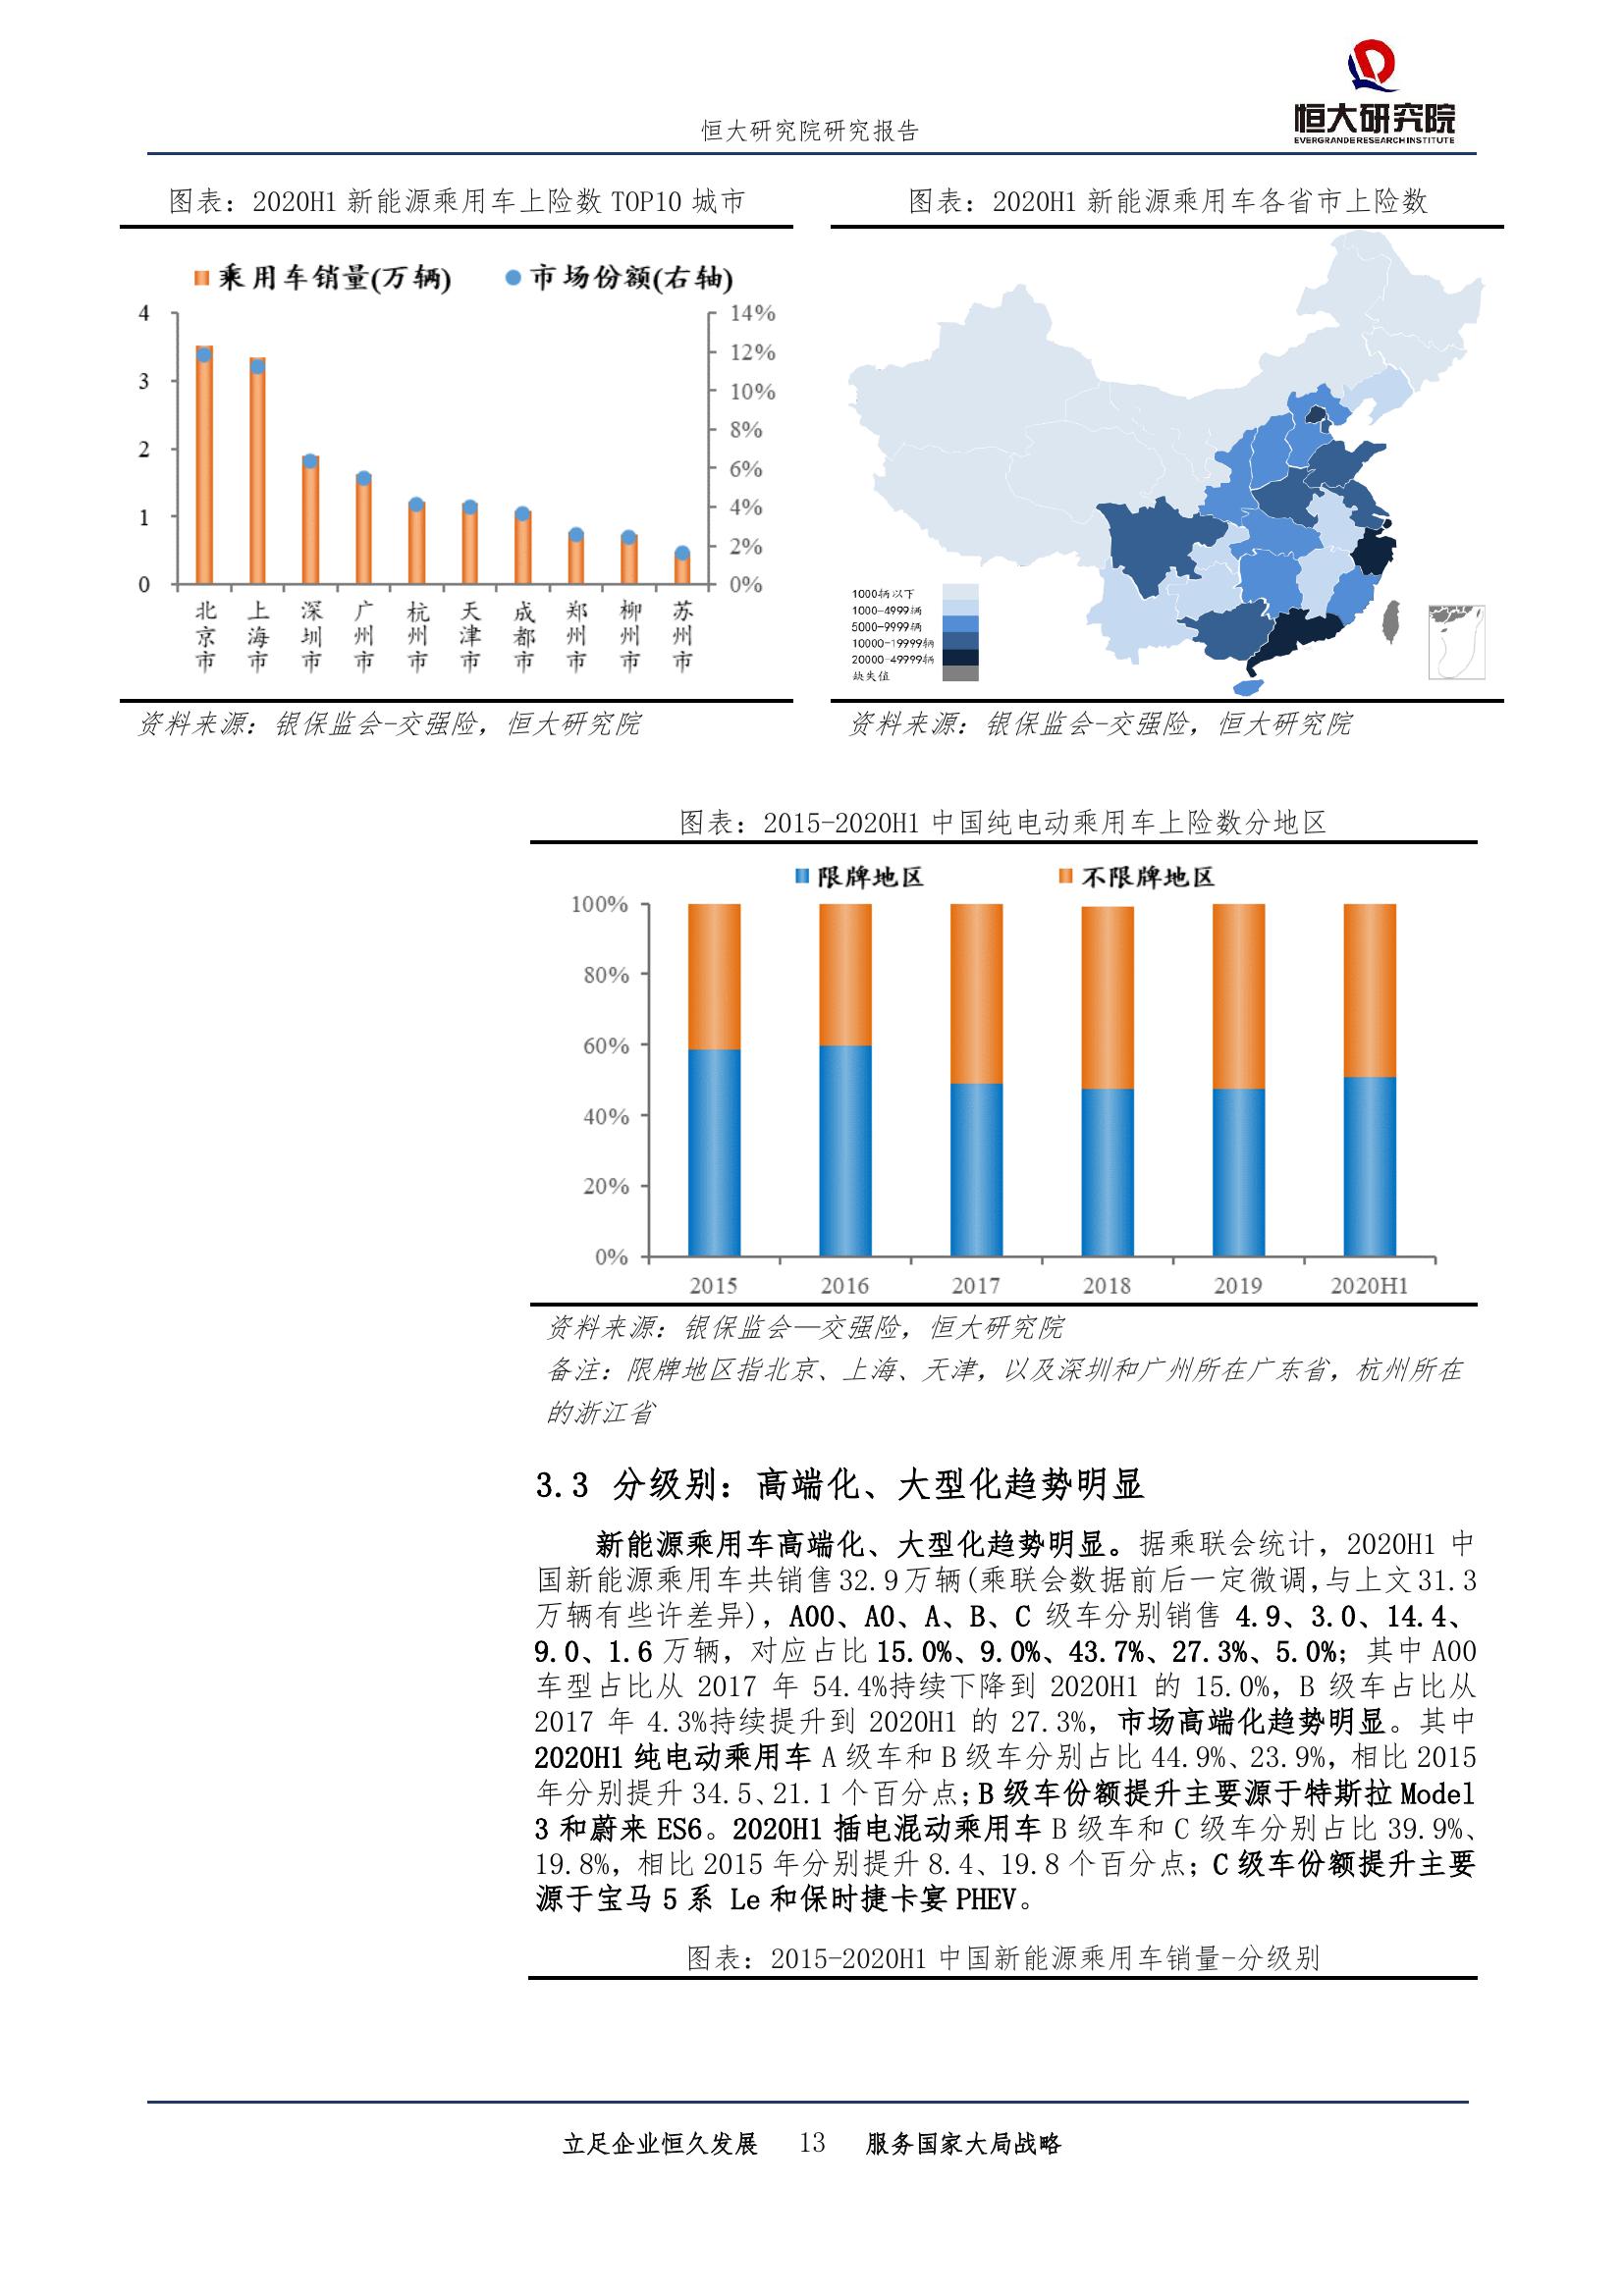 恒大研究院
EVERGRANDE RESEARCH INSTITUTE
恒大研究院研究报告
图表：2020H1 新能源乘用车上险数 TOP10 城市
乘用车销量(万辆) 市场份额(右轴)
4
3
2
1
0
14%
12%
10%
8%
6%
4%
2%
0%
北京市 上海市 深圳市 广州市 杭州市 天津市 成都市 郑州市 柳州市 苏州市
资料来源：银保监会-交强险，恒大研究院
图表：2020H1 新能源乘用车各省市上险数
1000辆以下
1000-4999辆
5000-9999辆
10000-19999辆
20000-49999辆
缺失值
资料来源：银保监会-交强险，恒大研究院
图表：2015-2020H1 中国纯电动乘用车上险数分地区
限牌地区 不限牌地区
100%
80%
60%
40%
20%
0%
2015 2016 2017 2018 2019 2020H1
资料来源：银保监会—交强险，恒大研究院
备注：限牌地区指北京、上海、天津，以及深圳和广州所在广东省，杭州所在
的浙江省
3.3 分级别：高端化、大型化趋势明显
新能源乘用车高端化、大型化趋势明显。据乘联会统计，2020H1 中
国新能源乘用车共销售 32.9 万辆(乘联会数据前后一定微调,与上文 31.3
万辆有些许差异)，A00、A0、A、B、C 级车分别销售 4.9、3.0、14.4、
9.0、1.6 万辆，对应占比 15.0%、9.0%、43.7%、27.3%、5.0%；其中 A00
车型占比从 2017 年 54.4%持续下降到 2020H1 的 15.0%，B 级车占比从
2017 年 4.3%持续提升到 2020H1 的 27.3%，市场高端化趋势明显。其中
2020H1 纯电动乘用车 A 级车和 B 级车分别占比 44.9%、23.9%，相比 2015
年分别提升 34.5、21.1 个百分点；B 级车份额提升主要源于特斯拉 Model
3 和蔚来 ES6。2020H1 插电混动乘用车 B 级车和 C 级车分别占比 39.9%、
19.8%，相比 2015 年分别提升 8.4、19.8 个百分点；C 级车份额提升主要
源于宝马 5 系 Le 和保时捷卡宴 PHEV。
图表：2015-2020H1 中国新能源乘用车销量-分级别
立足企业恒久发展 13 服务国家大局战略